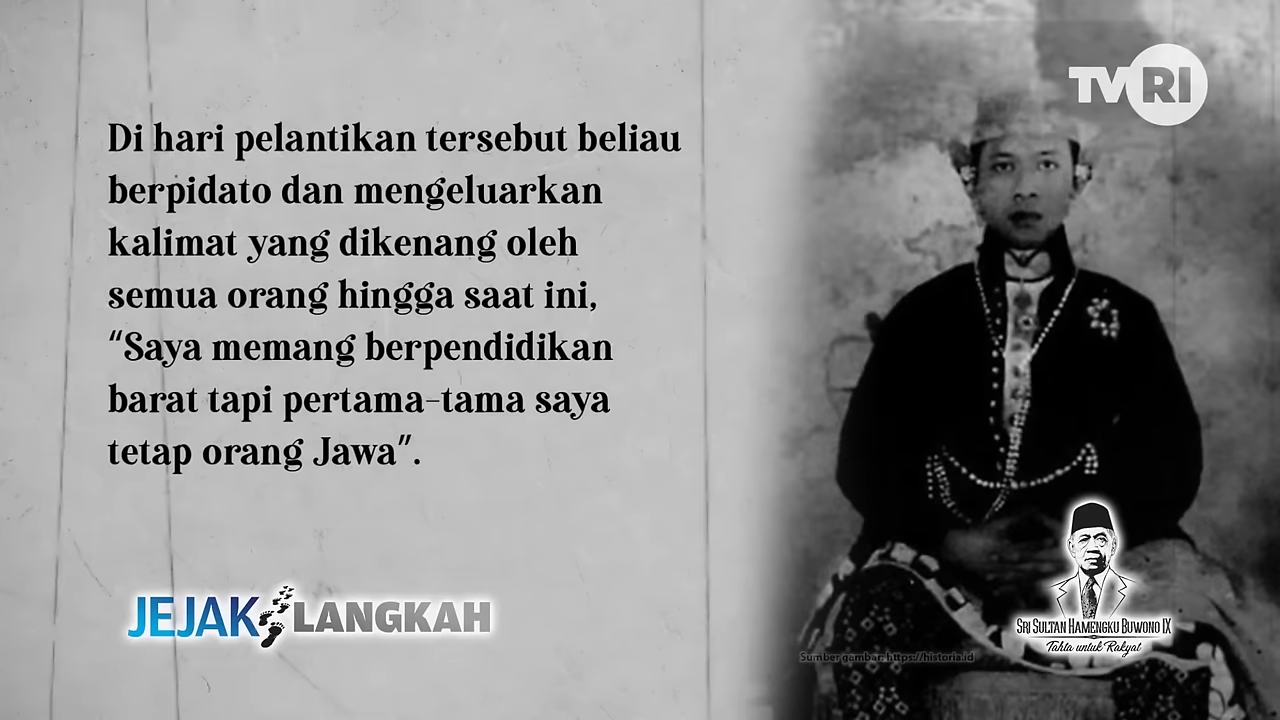 TVRI
Di hari pelantikan tersebut beliau
berpidato dan mengeluarkan
kalimat yang dikenang oleh
semua orang hingga saat ini,
“Saya memang berpendidikan
barat tapi pertama-tama saya
tetap orang Jawa”.
JEJAK LANGKAH
SRI SULTAN HAMENGKU BUWONO IX
Tahta untuk Rakyat
Sumber gambar: https://historia.id